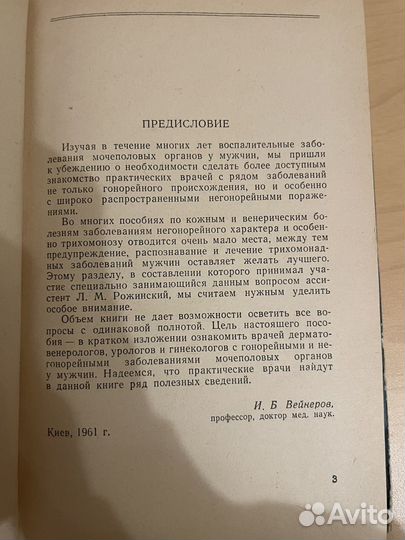 ПРЕДИСЛОВИЕ
Изучая в течение многих лет воспалительные забо-
левания мочеполовых органов у мужчин, мы пришли
к убеждению о необходимости сделать более доступным
знакомство практических врачей с рядом заболеваний
не только гонорейного происхождения, но и особенно
с широко распространенными негонорейными пораже-
ниями.
Во многих пособиях по кожным и венерическим бо-
лезням заболеваниям негонорейного характера и особен-
но трихомонозу отводится очень мало места, между тем
предупреждение, распознавание и лечение трихомонад-
ных заболеваний мужчин оставляет желать лучшего.
Этому разделу, в составлении которого принимал уча-
стие специально занимающийся данным вопросом асси-
стент Л. М. Рожинский, мы считаем нужным уделить
особое внимание.
Объем книги не дает возможности осветить все во-
просы с одинаковой полнотой. Цель настоящего посо-
бия — в кратком изложении ознакомить врачей дермато-
венерологов, урологов и гинекологов с гонорейными и не-
гонорейными заболеваниями мочеполовых органов
у мужчин. Надеемся, что практические врачи найдут
в данной книге ряд полезных сведений.
И. Б Вейнеров,
профессор, доктор мед. наук.
Киев, 1961 г.
3
Avito